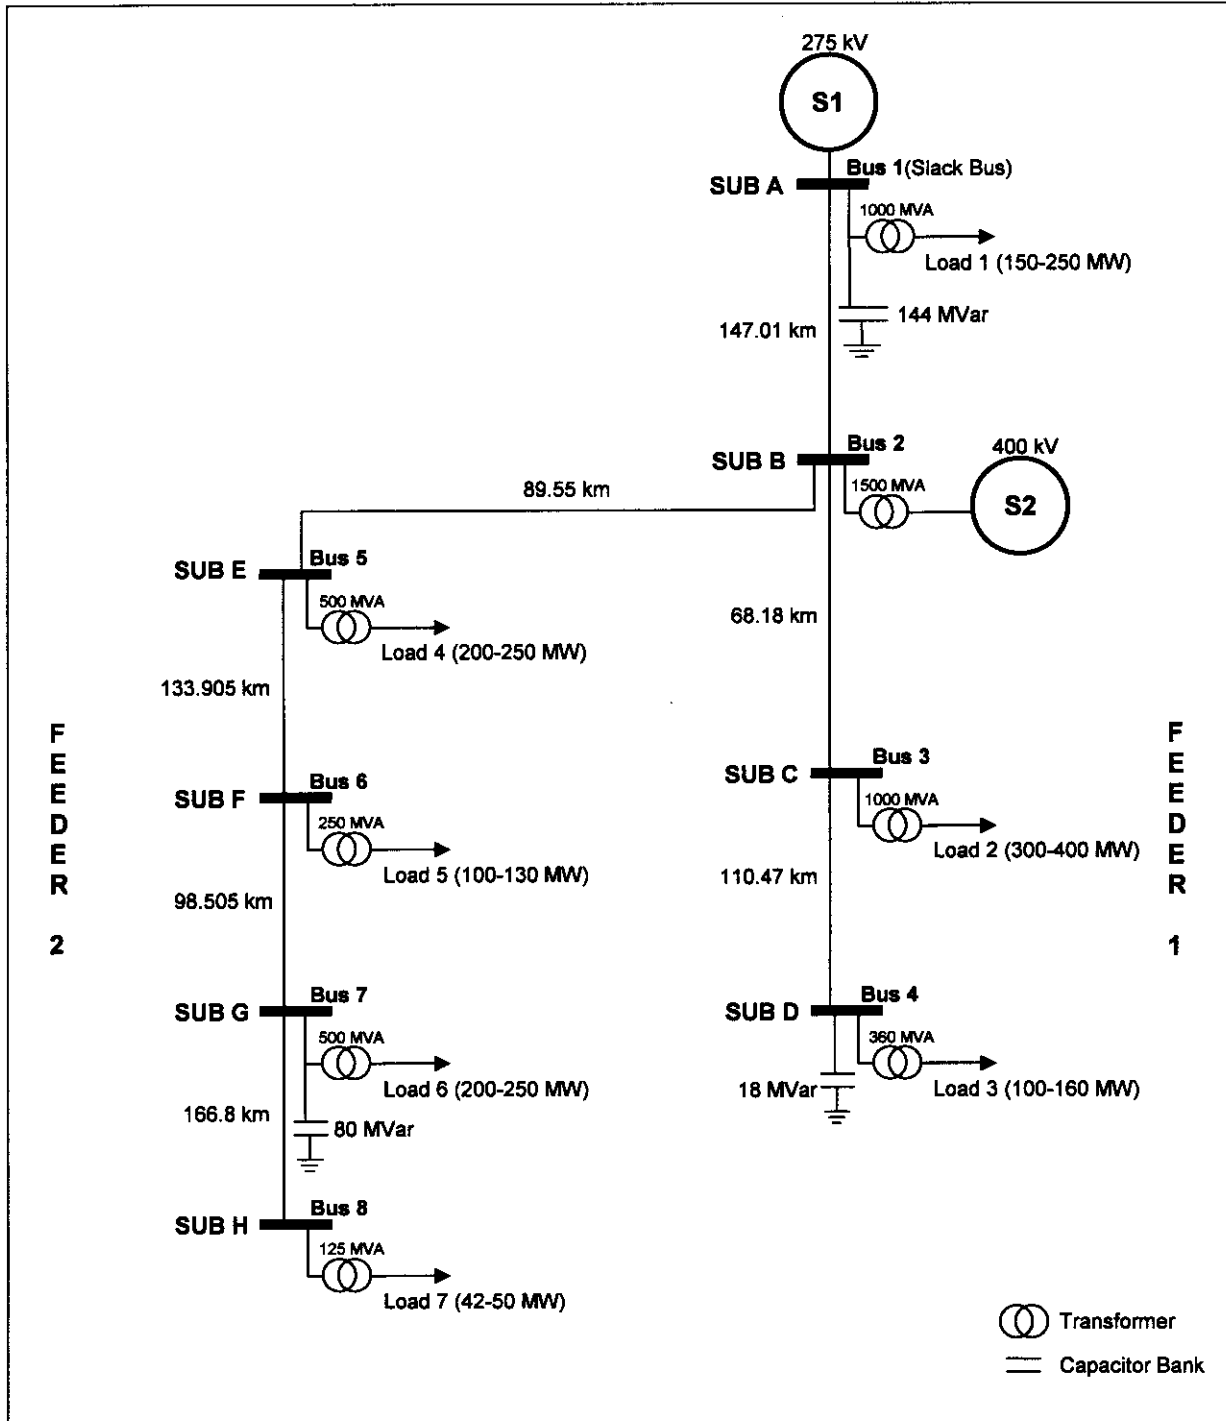 275 kV
S1
Bus 1(Slack Bus)
SUB A
1000 MVA
Load 1 (150-250 MW)
144 MVar
147.01 km
Bus 2
SUB B
400 kV
1500 MVA
S2
89.55 km
Bus 5
SUB E
500 MVA
Load 4 (200-250 MW)
68.18 km
133.905 km
FEEDER 2
FEEDER 1
Bus 3
SUB C
1000 MVA
Load 2 (300-400 MW)
Bus 6
SUB F
250 MVA
Load 5 (100-130 MW)
110.47 km
98.505 km
Bus 7
SUB G
500 MVA
Load 6 (200-250 MW)
Bus 4
SUB D
360 MVA
18 MVar
Load 3 (100-160 MW)
166.8 km
80 MVar
Bus 8
SUB H
125 MVA
Load 7 (42-50 MW)
Transformer
Capacitor Bank